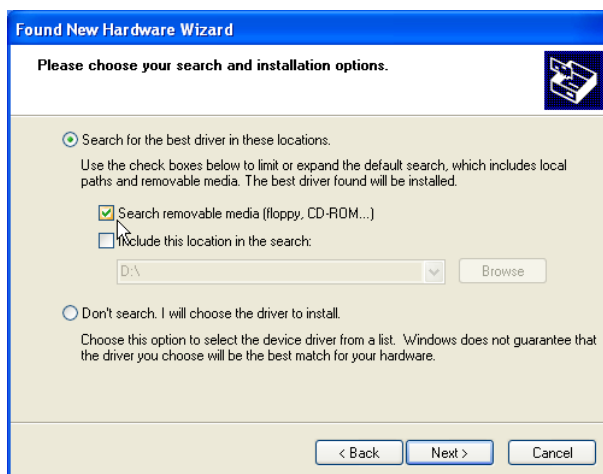 Found New Hardware Wizard
Please choose your search and installation options.
Search for the best driver in these locations.
Use the check boxes below to limit or expand the default search, which includes local
paths and removable media. The best driver found will be installed.
Search removable media (floppy, CD-ROM...)
Include this location in the search:
D:\
Browse
Don't search. I will choose the driver to install.
Choose this option to select the device driver from a list. Windows does not guarantee that
the driver you choose will be the best match for your hardware.
< Back
Next >
Cancel